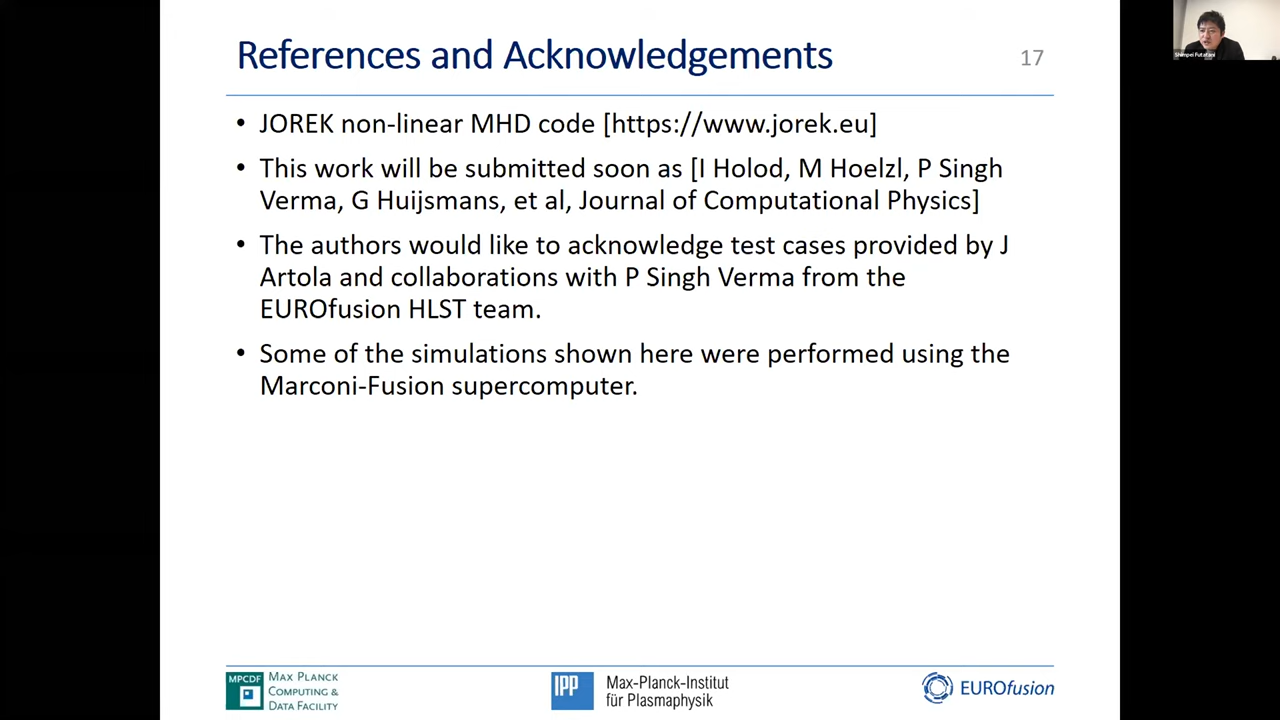 References and Acknowledgements
17
• JOREK non-linear MHD code [https://www.jorek.eu]
• This work will be submitted soon as [I Holod, M Hoelzl, P Singh
Verma, G Huijsmans, et al, Journal of Computational Physics]
• The authors would like to acknowledge test cases provided by J
Artola and collaborations with P Singh Verma from the
EUROfusion HLST team.
• Some of the simulations shown here were performed using the
Marconi-Fusion supercomputer.
MPCDF
MAX PLANCK
COMPUTING &
DATA FACILITY
IPP
Max-Planck-Institut
für Plasmaphysik
EUROfusion
Shimpei Futatani